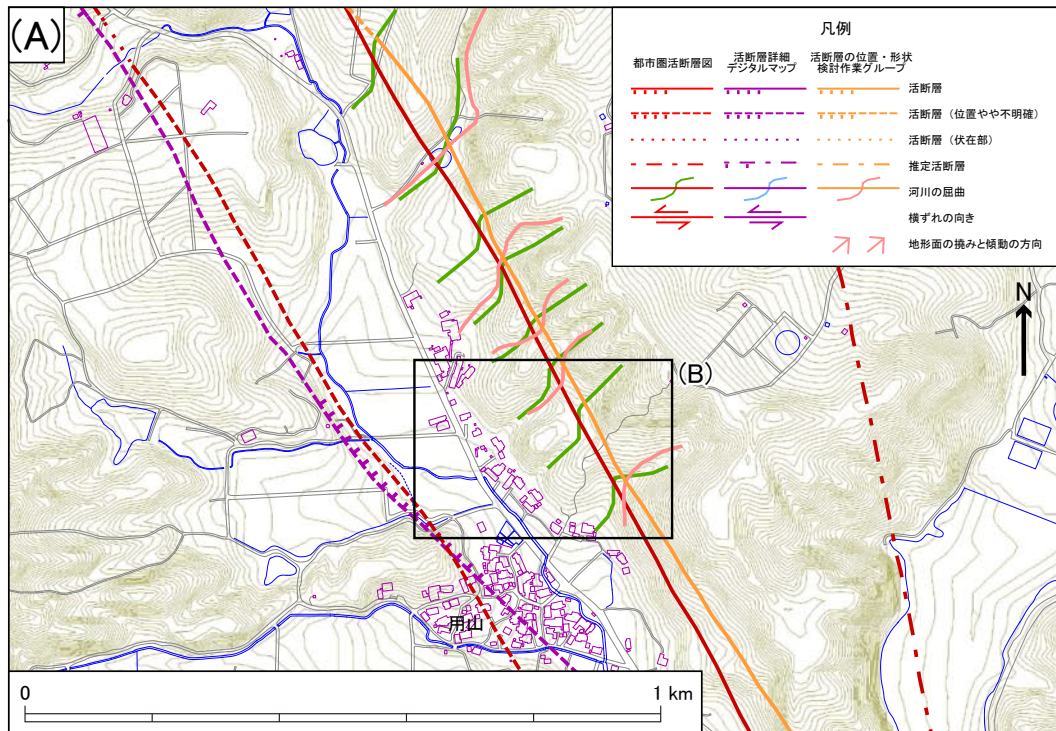 (A)
凡例
都市圏活断層図
活断層詳細
デジタルマップ
活断層の位置・形状
検討作業グループ
活断層
活断層（位置やや不明確）
活断層（伏在部）
推定活断層
河川の屈曲
横ずれの向き
地形面の撓みと傾動の方向
N
(B)
用山
0
1 km